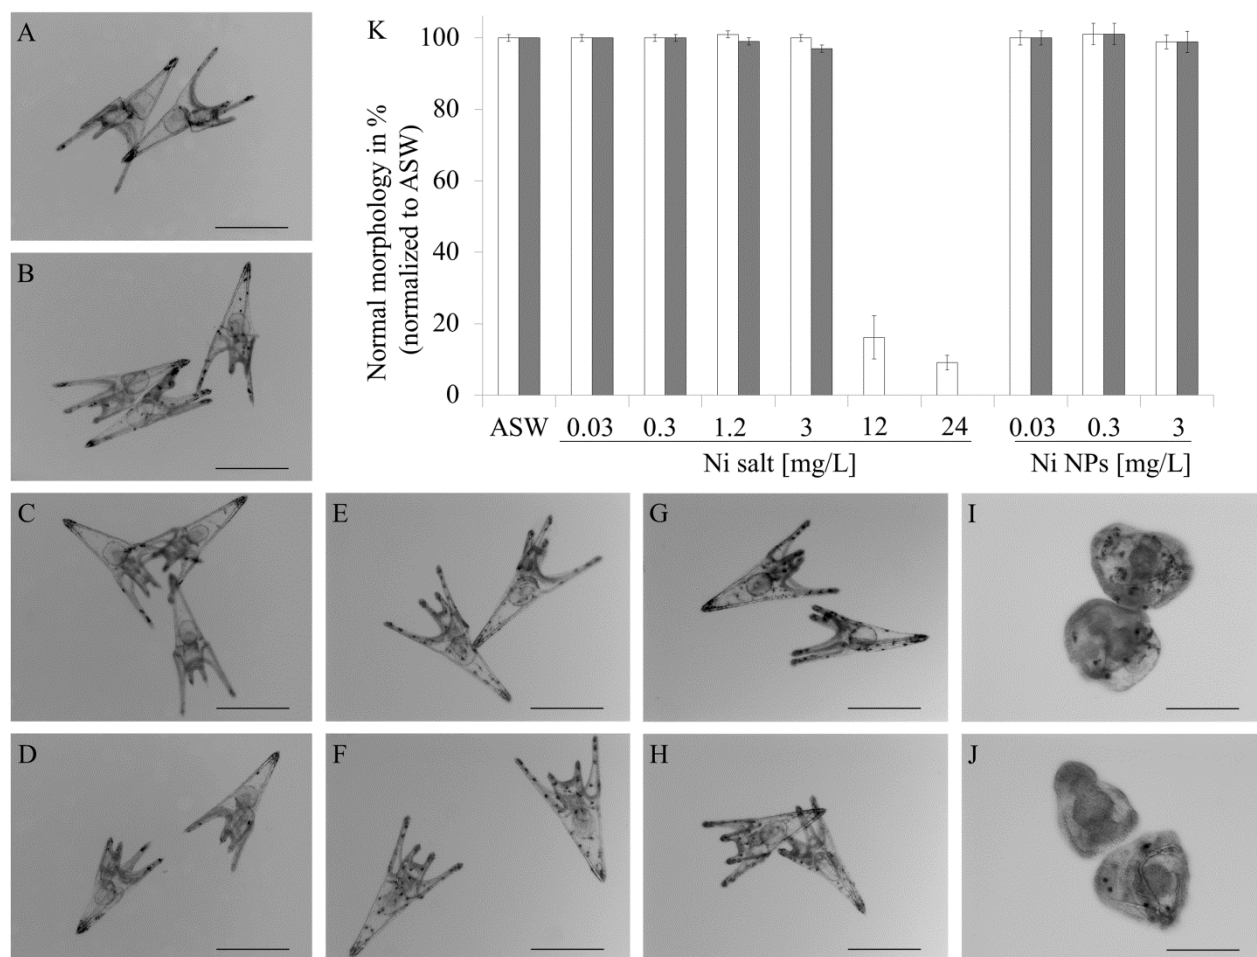 A
B
C
D
E
F
G
H
I
J
K
Normal morphology in %
(normalized to ASW)
100
80
60
40
20
0
ASW 0.03 0.3 1.2 3 12 24 0.03 0.3 3
Ni salt [mg/L] Ni NPs [mg/L]